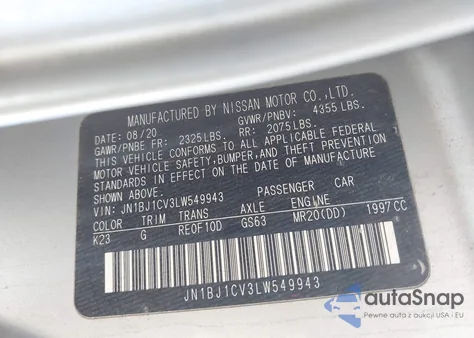 MANUFACTURED BY NISSAN MOTOR CO., LTD.
DATE: 08/20 GVWR/PNBV: 4355 LBS.
GAWR/PNBE FR: 2325 LBS. RR: 2075 LBS.
THIS VEHICLE CONFORMS TO ALL APPLICABLE FEDERAL
MOTOR VEHICLE SAFETY, BUMPER, AND THEFT PREVENTION
STANDARDS IN EFFECT ON THE DATE OF MANUFACTURE
SHOWN ABOVE.
VIN: JN1BJ1CV3LW549943 PASSENGER CAR
COLOR TRIM TRANS AXLE ENGINE
K23 G RE0F10D GS63 MR20(DD) 1997 CC
JN1BJ1CV3LW549943
autoSnap
Pewne auta z USA i EU